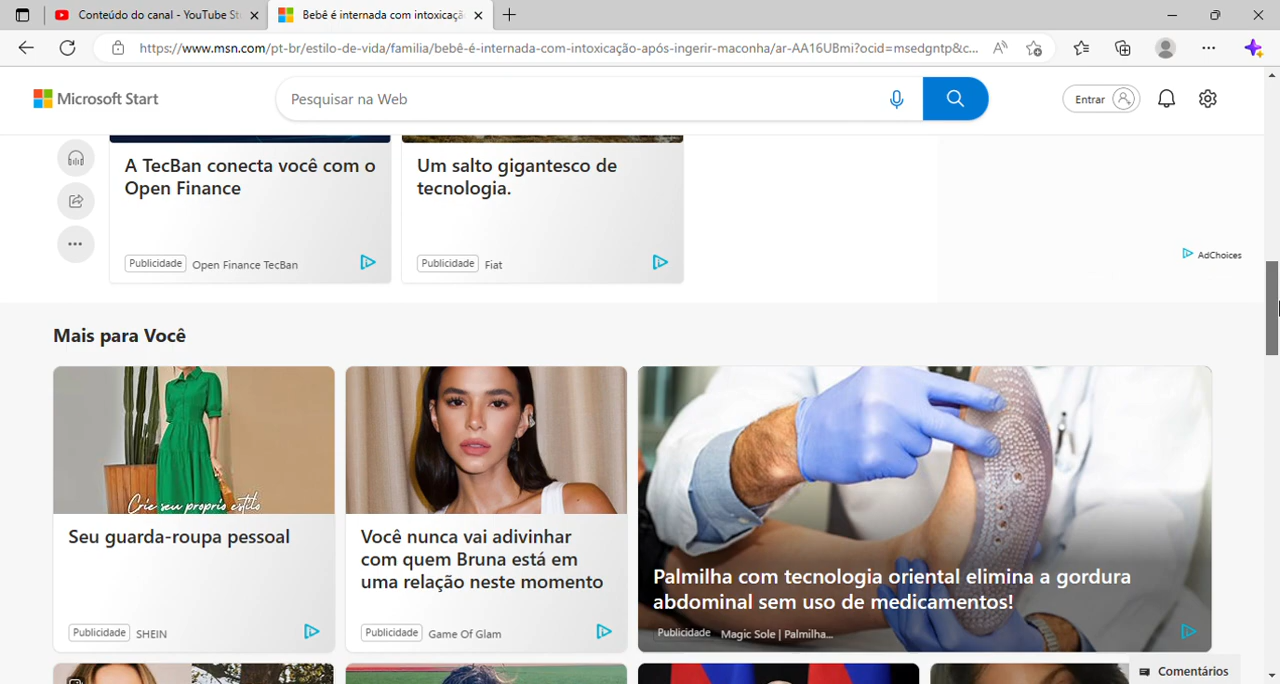 Conteúdo do canal - YouTube St
Bebê é internada com intoxicaçã
https://www.msn.com/pt-br/estilo-de-vida/familia/bebê-é-internada-com-intoxicação-após-ingerir-maconha/ar-AA16UBmi?ocid=msedgntp&c...
Microsoft Start
Pesquisar na Web
Entrar
A TecBan conecta você com o
Open Finance
Publicidade Open Finance TecBan
Um salto gigantesco de
tecnologia.
Publicidade Fiat
AdChoices
Mais para Você
Crie seu proprio estilo
Seu guarda-roupa pessoal
Publicidade SHEIN
Você nunca vai adivinhar
com quem Bruna está em
uma relação neste momento
Publicidade Game Of Glam
Palmilha com tecnologia oriental elimina a gordura
abdominal sem uso de medicamentos!
Publicidade Magic Sole | Palmilha...
Comentários